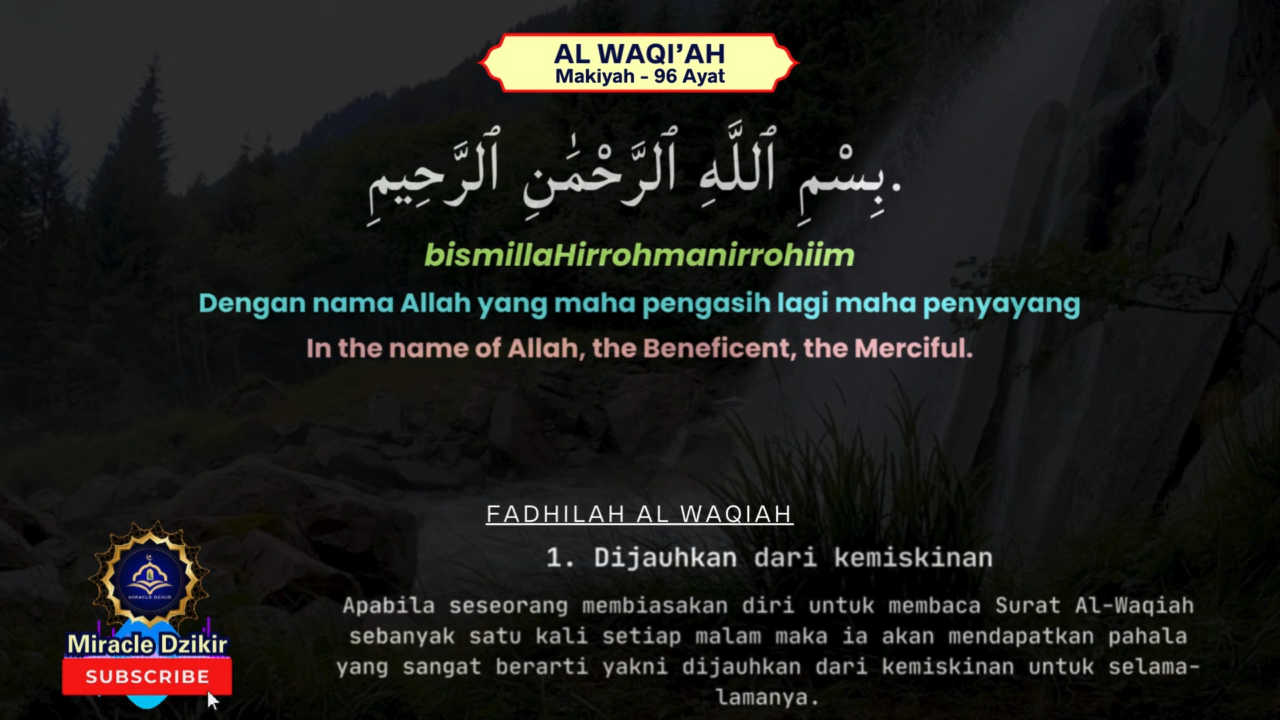 AL WAQI'AH
Makiyah - 96 Ayat
بِسْمِ ٱللَّهِ ٱلرَّحْمَٰنِ ٱلرَّحِيمِ.
bismillaHirrohmanirrohiim
Dengan nama Allah yang maha pengasih lagi maha penyayang
In the name of Allah, the Beneficent, the Merciful.
FADHILAH AL WAQIAH
1. Dijauhkan dari kemiskinan
Apabila seseorang membiasakan diri untuk membaca Surat Al-Waqiah
sebanyak satu kali setiap malam maka ia akan mendapatkan pahala
yang sangat berarti yakni dijauhkan dari kemiskinan untuk selama-
lamanya.
MIRACLE DZIKIR
Miracle Dzikir
SUBSCRIBE